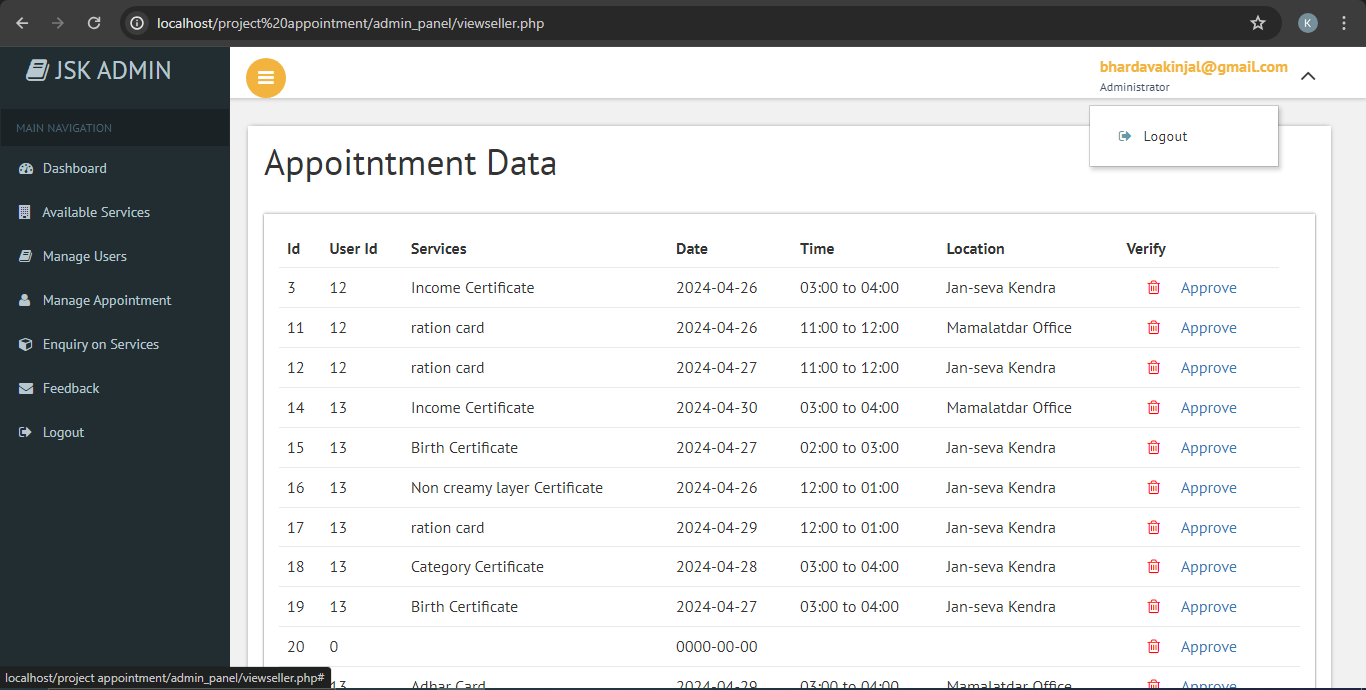 localhost/project%20appointment/admin_panel/viewseller.php
K
JSK ADMIN
bhardavakinjal@gmail.com
Administrator
Logout
MAIN NAVIGATION
Dashboard
Available Services
Manage Users
Manage Appointment
Enquiry on Services
Feedback
Logout
Appoitntment Data
Id User Id Services Date Time Location Verify
3 12 Income Certificate 2024-04-26 03:00 to 04:00 Jan-seva Kendra Approve
11 12 ration card 2024-04-26 11:00 to 12:00 Mamalatdar Office Approve
12 12 ration card 2024-04-27 11:00 to 12:00 Jan-seva Kendra Approve
14 13 Income Certificate 2024-04-30 03:00 to 04:00 Mamalatdar Office Approve
15 13 Birth Certificate 2024-04-27 02:00 to 03:00 Jan-seva Kendra Approve
16 13 Non creamy layer Certificate 2024-04-26 12:00 to 01:00 Jan-seva Kendra Approve
17 13 ration card 2024-04-29 12:00 to 01:00 Jan-seva Kendra Approve
18 13 Category Certificate 2024-04-28 03:00 to 04:00 Jan-seva Kendra Approve
19 13 Birth Certificate 2024-04-27 03:00 to 04:00 Jan-seva Kendra Approve
20 0 0000-00-00 Approve
13 Adhar Card 2024-04-29 03:00 to 04:00 Mamalatdar Office Approve
localhost/project appointment/admin_panel/viewseller.php#